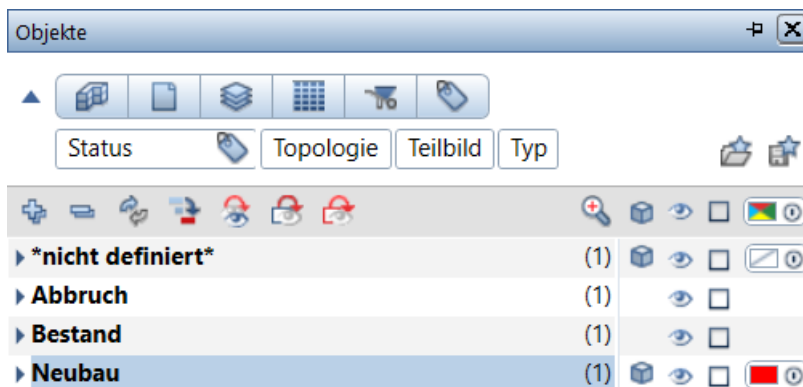 Objekte
Status Topologie Teilbild Typ
*nicht definiert* (1)
Abbruch (1)
Bestand (1)
Neubau (1)